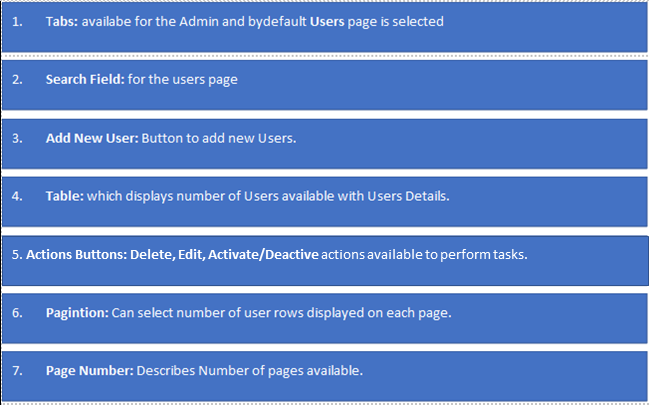 1. Tabs: availabe for the Admin and bydefault Users page is selected
2. Search Field: for the users page
3. Add New User: Button to add new Users.
4. Table: which displays number of Users available with Users Details.
5. Actions Buttons: Delete, Edit, Activate/Deactive actions available to perform tasks.
6. Pagintion: Can select number of user rows displayed on each page.
7. Page Number: Describes Number of pages available.